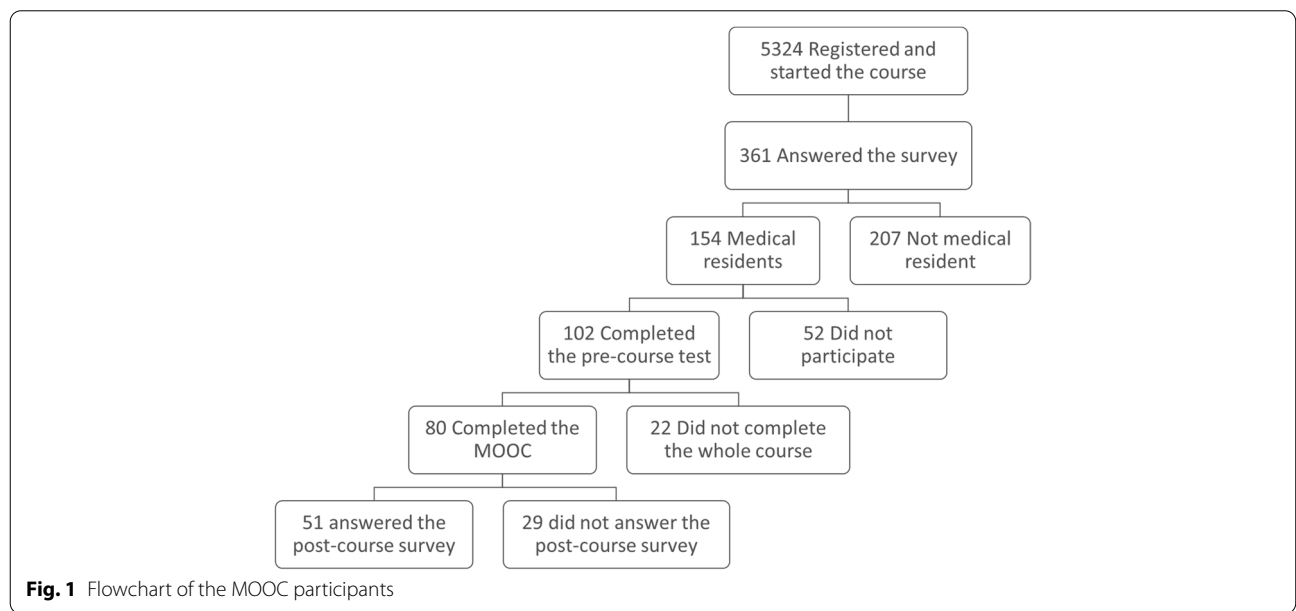 5324 Registered and
started the course
361 Answered the survey
154 Medical
residents
207 Not medical
resident
102 Completed
the pre-course test
52 Did not
participate
80 Completed the
MOOC
22 Did not complete
the whole course
51 answered the
post-course survey
29 did not answer the
post-course survey
Fig. 1 Flowchart of the MOOC participants